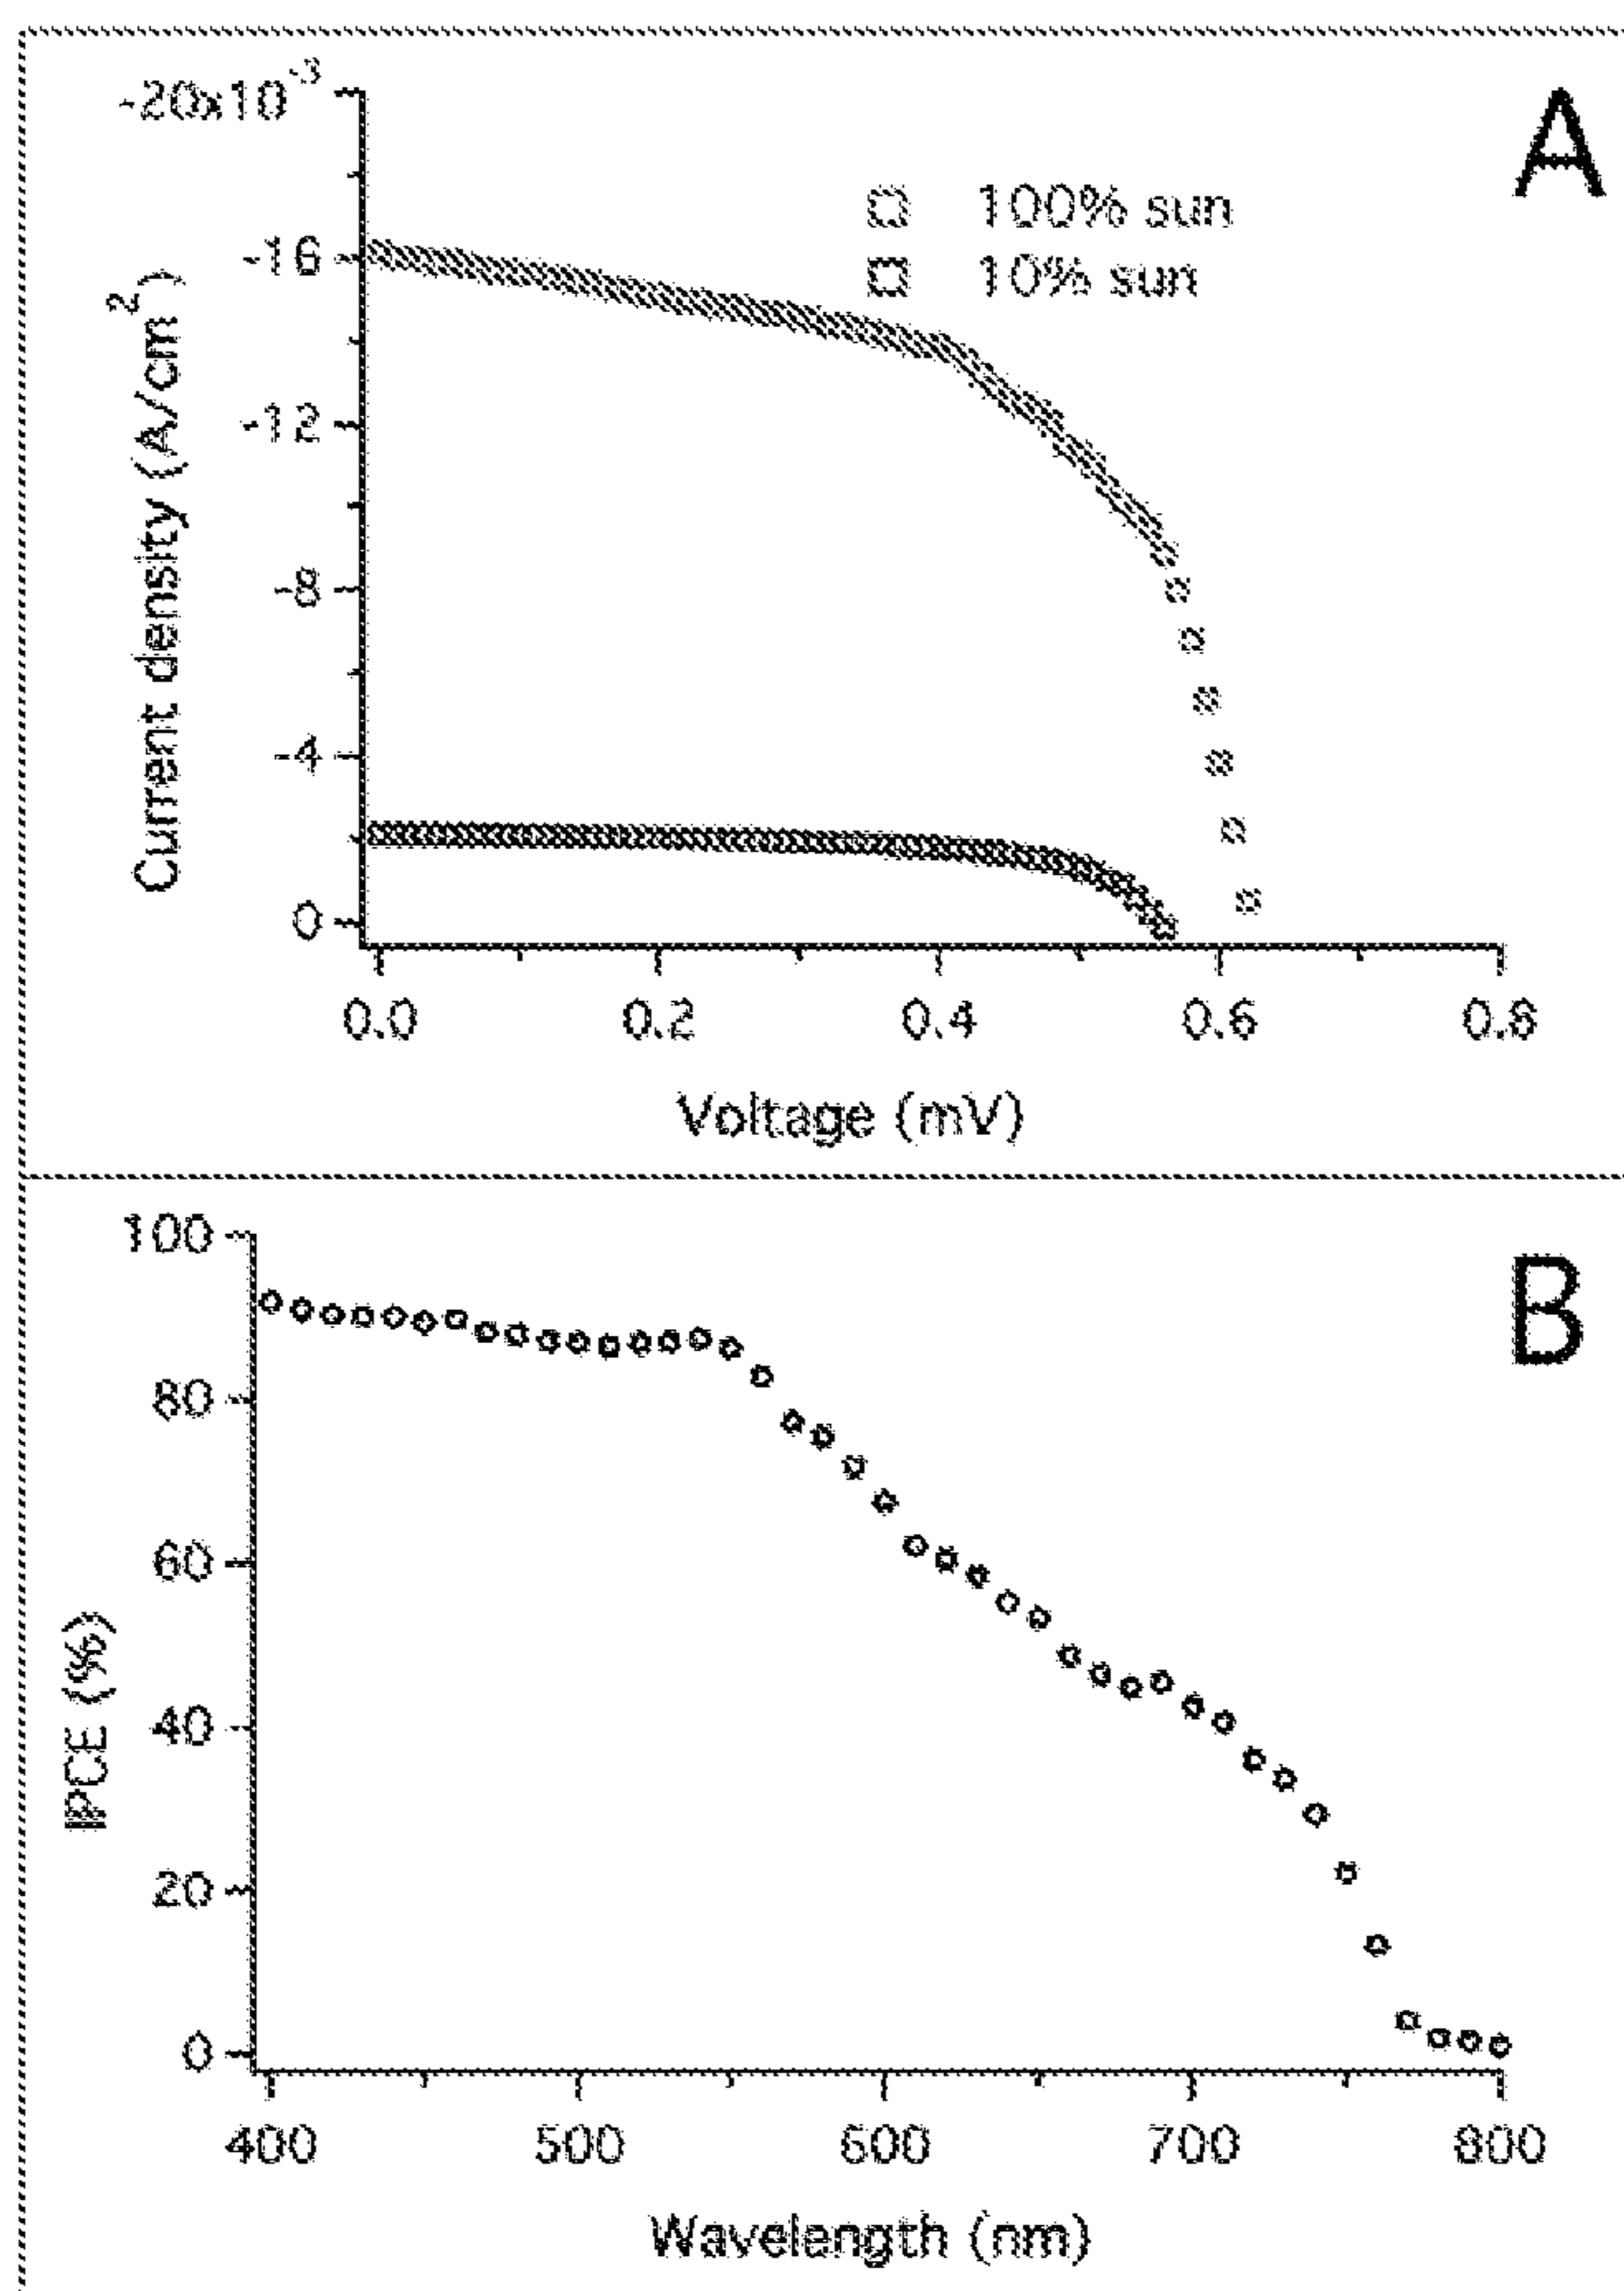 A
-20x10^-3
-16
-12
-8
-4
0
Current density (A/cm²)
100% sun
10% sun
0.0 0.2 0.4 0.6 0.8
Voltage (mV)
B
100
80
60
40
20
0
IPCE (%)
400 500 600 700 800
Wavelength (nm)